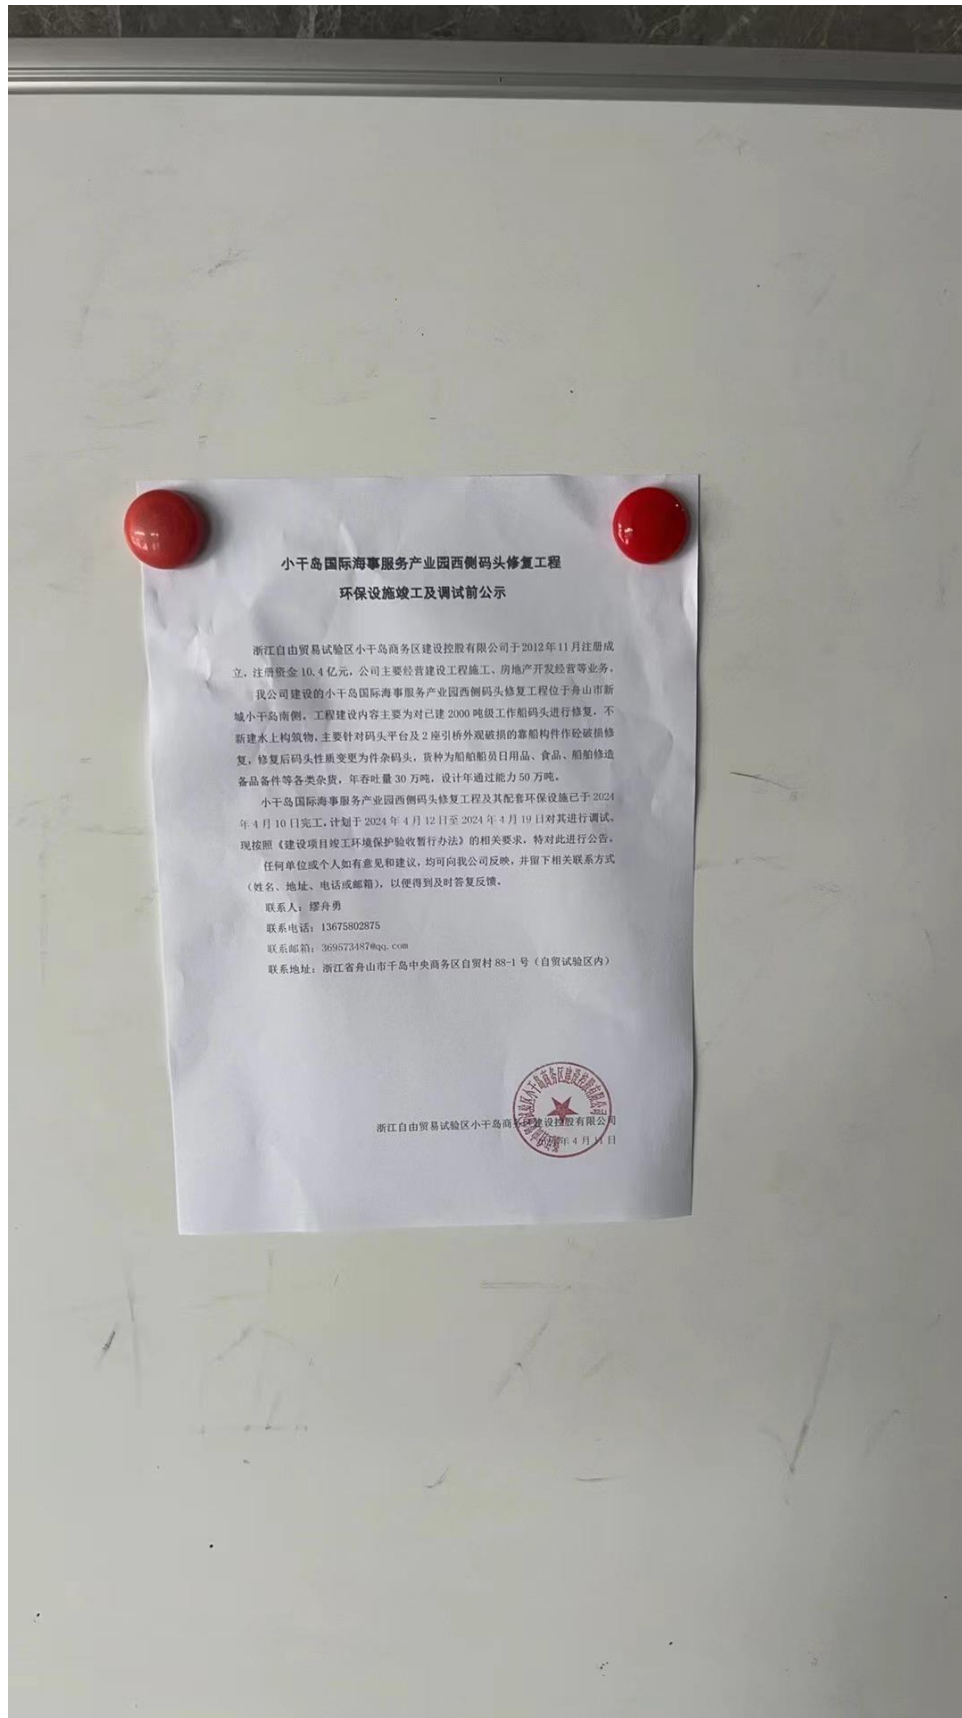 小干岛国际海事服务产业园西侧码头修复工程
环保设施竣工及调试前公示
浙江自由贸易试验区小干岛商务区建设控股有限公司于2012年11月注册成
立，注册资金10.4亿元，公司主要经营建设工程施工、房地产开发经营等业务。
我公司建设的小干岛国际海事服务产业园西侧码头修复工程位于舟山市新
城小干岛南侧。工程建设内容主要为对已建2000吨级工作船码头进行修复，不
新建水上构筑物，主要针对码头平台及2座引桥外观破损的靠船构件作砼破损修
复，修复后码头性质变更为件杂码头，货种为船舶船员日用品、食品、船舶修造
备品备件等各类杂货，年吞吐量30万吨，设计年通过能力50万吨。
小干岛国际海事服务产业园西侧码头修复工程及其配套环保设施已于2024
年4月10日完工，计划于2024年4月12日至2024年4月19日对其进行调试。
现按照《建设项目竣工环境保护验收暂行办法》的相关要求，特对此进行公告。
任何单位或个人如有意见和建议，均可向我公司反映，并留下相关联系方式
（姓名、地址、电话或邮箱），以便得到及时答复反馈。
联系人：缪舟勇
联系电话：13675802875
联系邮箱：369573487@qq.com
联系地址：浙江省舟山市千岛中央商务区自贸村88-1号（自贸试验区内）
浙江自由贸易试验区小干岛商务区建设控股有限公司
年4月11日